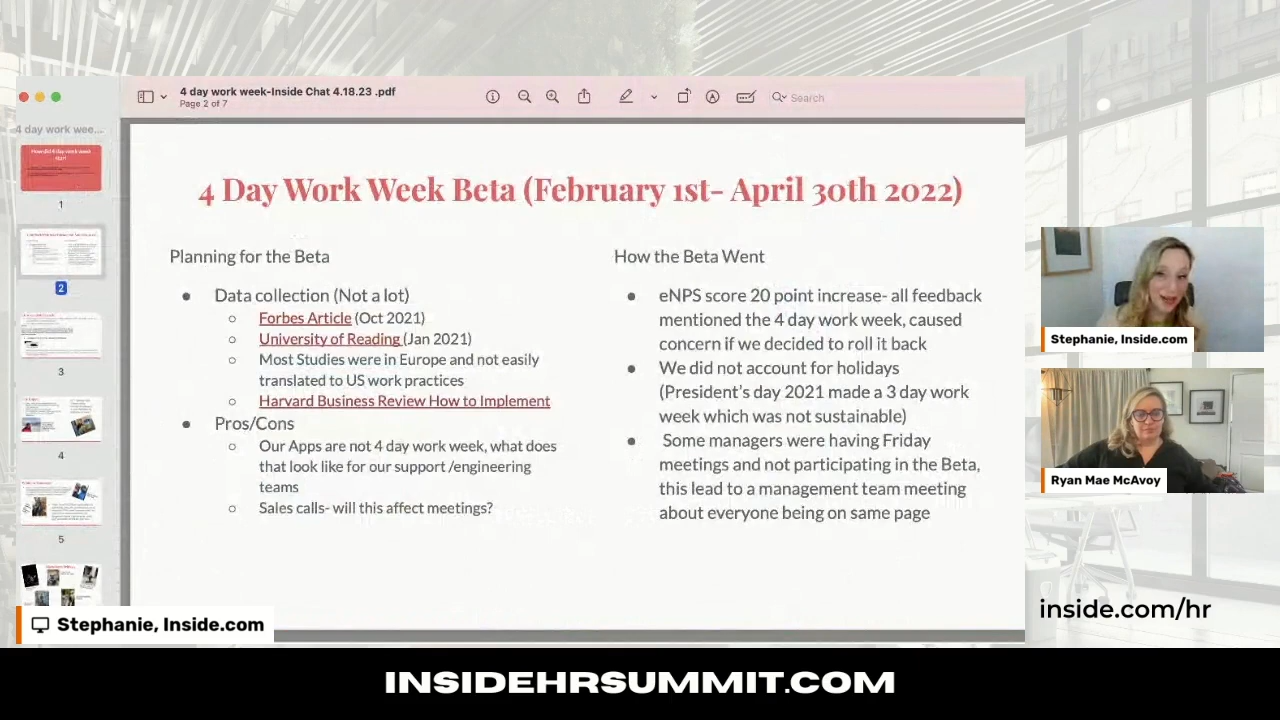 4 day work week-Inside Chat 4.18.23 .pdf
Page 2 of 7
Search
4 day work wee...
1
2
3
4
5
4 Day Work Week Beta (February 1st- April 30th 2022)
Planning for the Beta
● Data collection (Not a lot)
○ Forbes Article (Oct 2021)
○ University of Reading (Jan 2021)
○ Most Studies were in Europe and not easily
translated to US work practices
○ Harvard Business Review How to Implement
● Pros/Cons
○ Our Apps are not 4 day work week, what does
that look like for our support /engineering
teams
○ Sales calls- will this affect meetings?
How the Beta Went
● eNPS score 20 point increase- all feedback
mentioned the 4 day work week, caused
concern if we decided to roll it back
● We did not account for holidays
(President's day 2021 made a 3 day work
week which was not sustainable)
● Some managers were having Friday
meetings and not participating in the Beta,
this lead to a management team meeting
about everyone being on same page
Stephanie, Inside.com
Ryan Mae McAvoy
Stephanie, Inside.com
inside.com/hr
INSIDEHRSUMMIT.COM